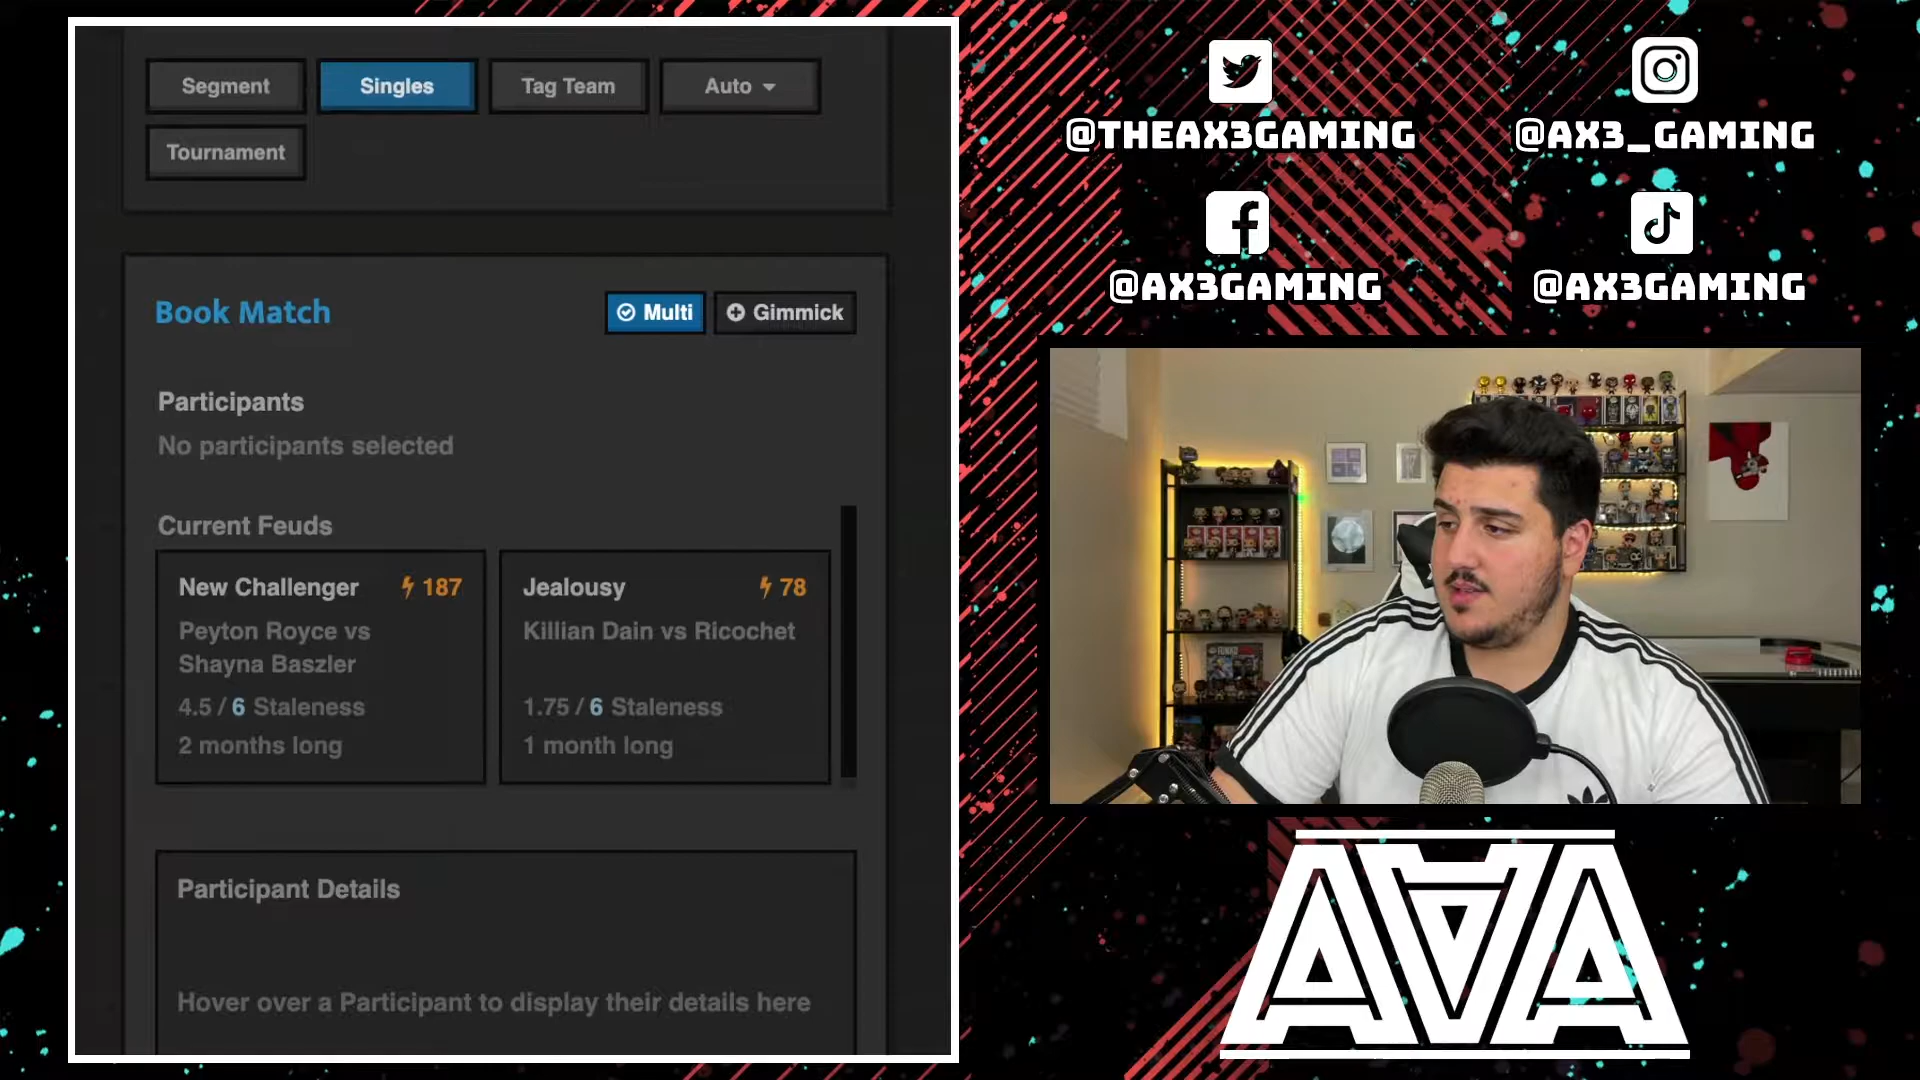 Segment
Singles
Tag Team
Auto
Tournament
Book Match
Multi
Gimmick
Participants
No participants selected
Current Feuds
New Challenger
187
Peyton Royce vs
Shayna Baszler
4.5 / 6 Staleness
2 months long
Jealousy
78
Killian Dain vs Ricochet
1.75 / 6 Staleness
1 month long
Participant Details
Hover over a Participant to display their details here
@THEAX3GAMING
@AX3_GAMING
@AX3GAMING
@AX3GAMING